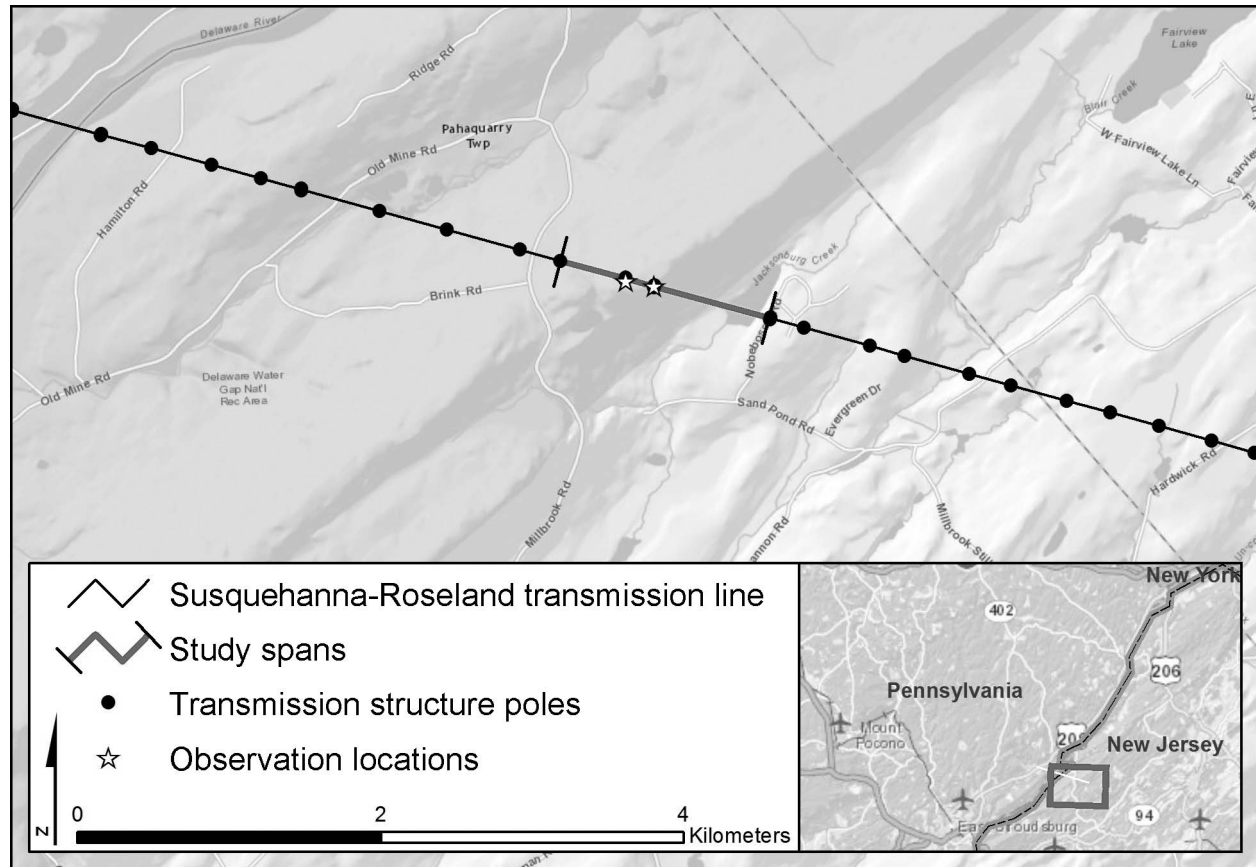 Delaware River
Ridge Rd
Fairview
Lake
Blair Creek
W Fairview Lake Ln
Pahaquarry
Twp
Old Mine Rd
Hamilton Rd
Jacksonburg Creek
Brink Rd
Delaware Water
Gap Nat'l
Rec Area
Old Mine Rd
Sand Pond Rd
Evergreen Dr
Hardwick Rd
Millbrook Rd
Susquehanna-Roseland transmission line
Study spans
Transmission structure poles
Observation locations
N
0 2 4
Kilometers
New York
402
206
Pennsylvania
Mount
Pocono
New Jersey
94